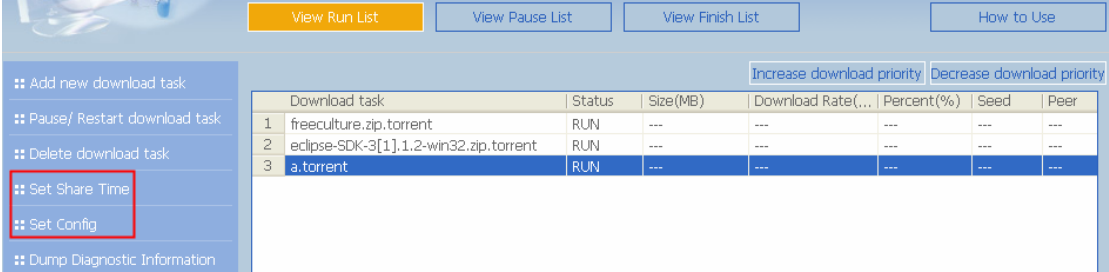 View Run List View Pause List View Finish List How to Use
Add new download task
Pause/ Restart download task
Delete download task
Set Share Time
Set Config
Dump Diagnostic Information
Increase download priority Decrease download priority
Download task Status Size(MB) Download Rate(... Percent(%) Seed Peer
1 freeculture.zip.torrent RUN --- --- --- --- ---
2 eclipse-SDK-3[1].1.2-win32.zip.torrent RUN --- --- --- --- ---
3 a.torrent RUN --- --- --- --- ---